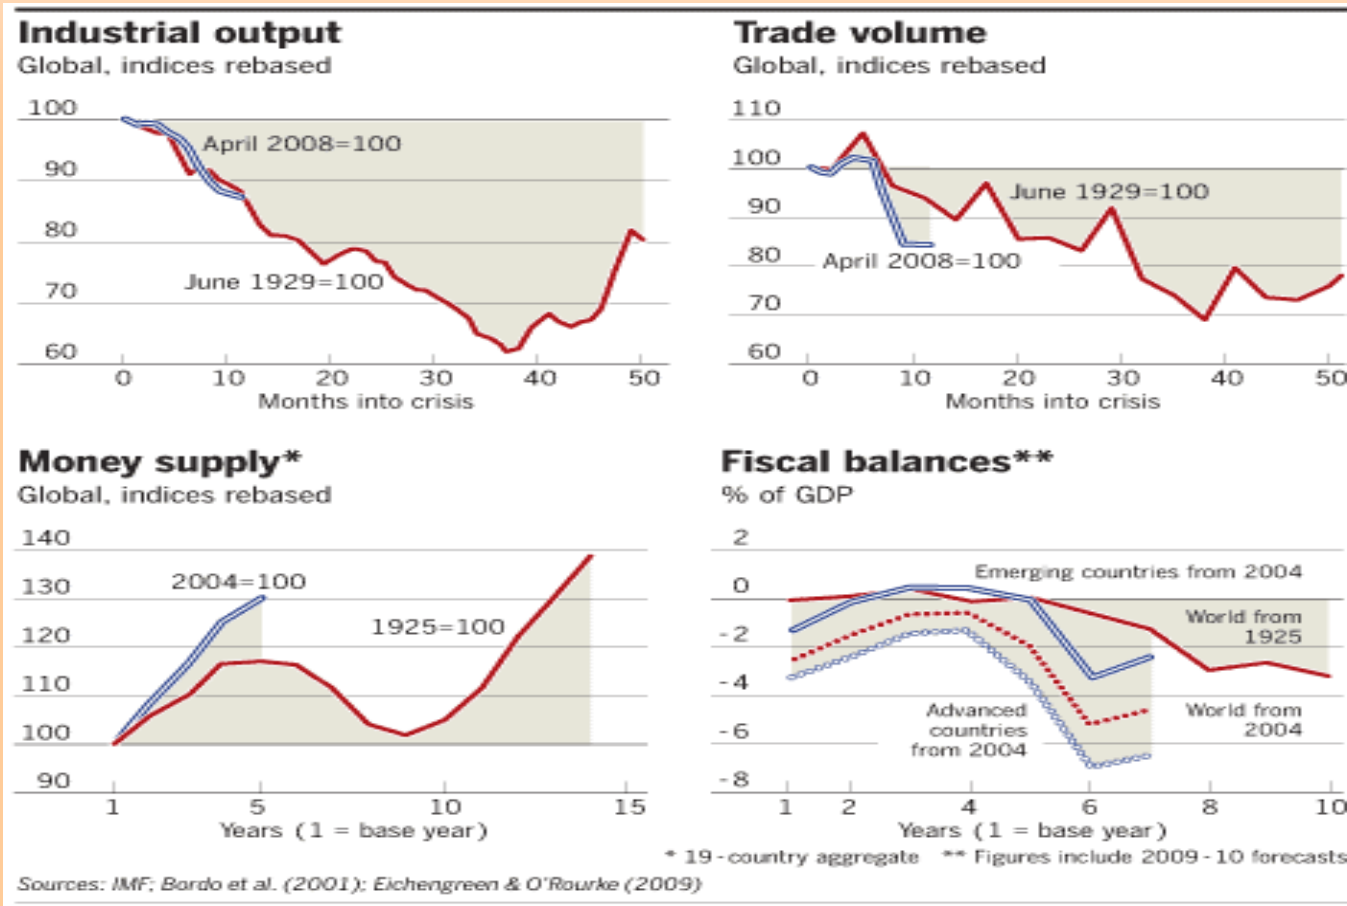 Industrial output
Global, indices rebased
100
90
80
70
60
April 2008=100
June 1929=100
0 10 20 30 40 50
Months into crisis
Trade volume
Global, indices rebased
110
100
90
80
70
60
June 1929=100
April 2008=100
0 10 20 30 40 50
Months into crisis
Money supply*
Global, indices rebased
140
130
120
110
100
90
2004=100
1925=100
1 5 10 15
Years (1 = base year)
Fiscal balances**
% of GDP
2
0
-2
-4
-6
-8
Emerging countries from 2004
World from
1925
Advanced
countries
from 2004
World from
2004
1 2 4 6 8 10
Years (1 = base year)
* 19-country aggregate ** Figures include 2009-10 forecasts
Sources: IMF; Bordo et al. (2001); Eichengreen & O'Rourke (2009)